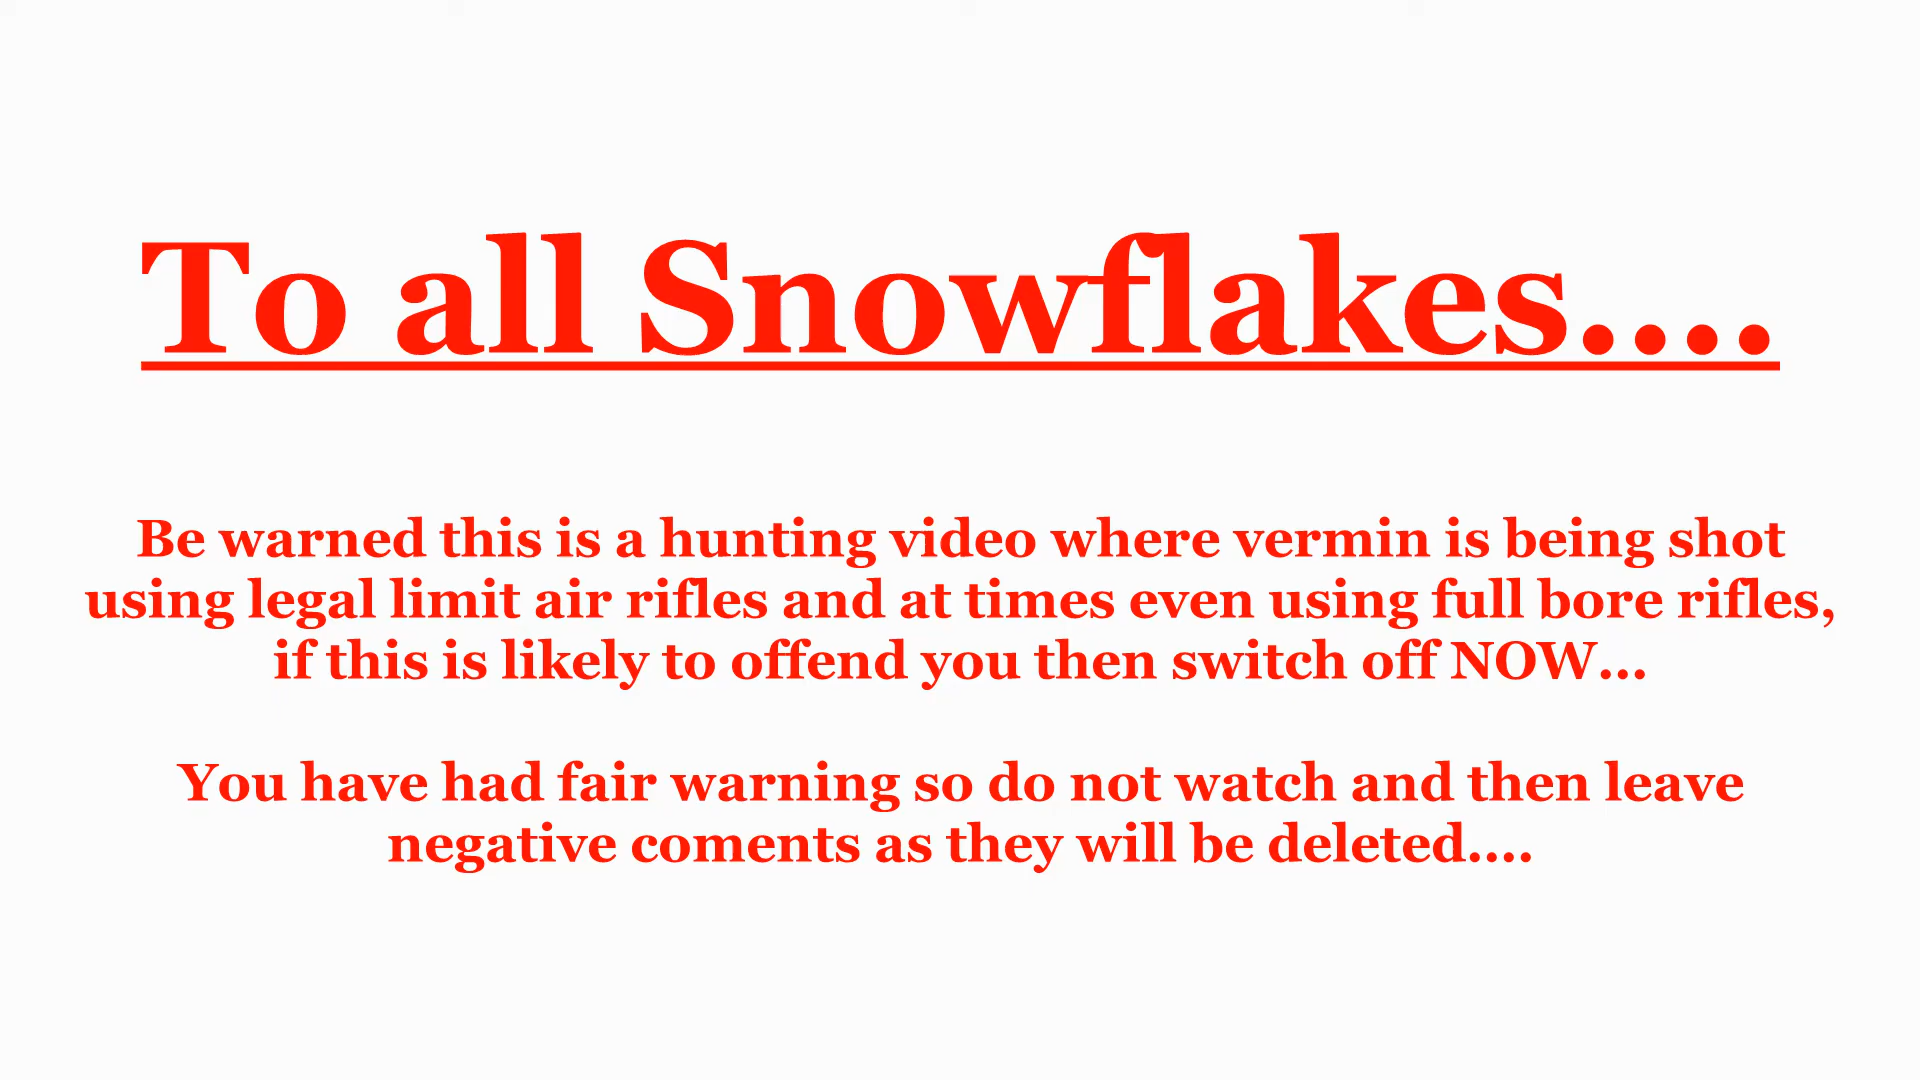 To all Snowflakes....
Be warned this is a hunting video where vermin is being shot
using legal limit air rifles and at times even using full bore rifles,
if this is likely to offend you then switch off NOW...
You have had fair warning so do not watch and then leave
negative coments as they will be deleted....